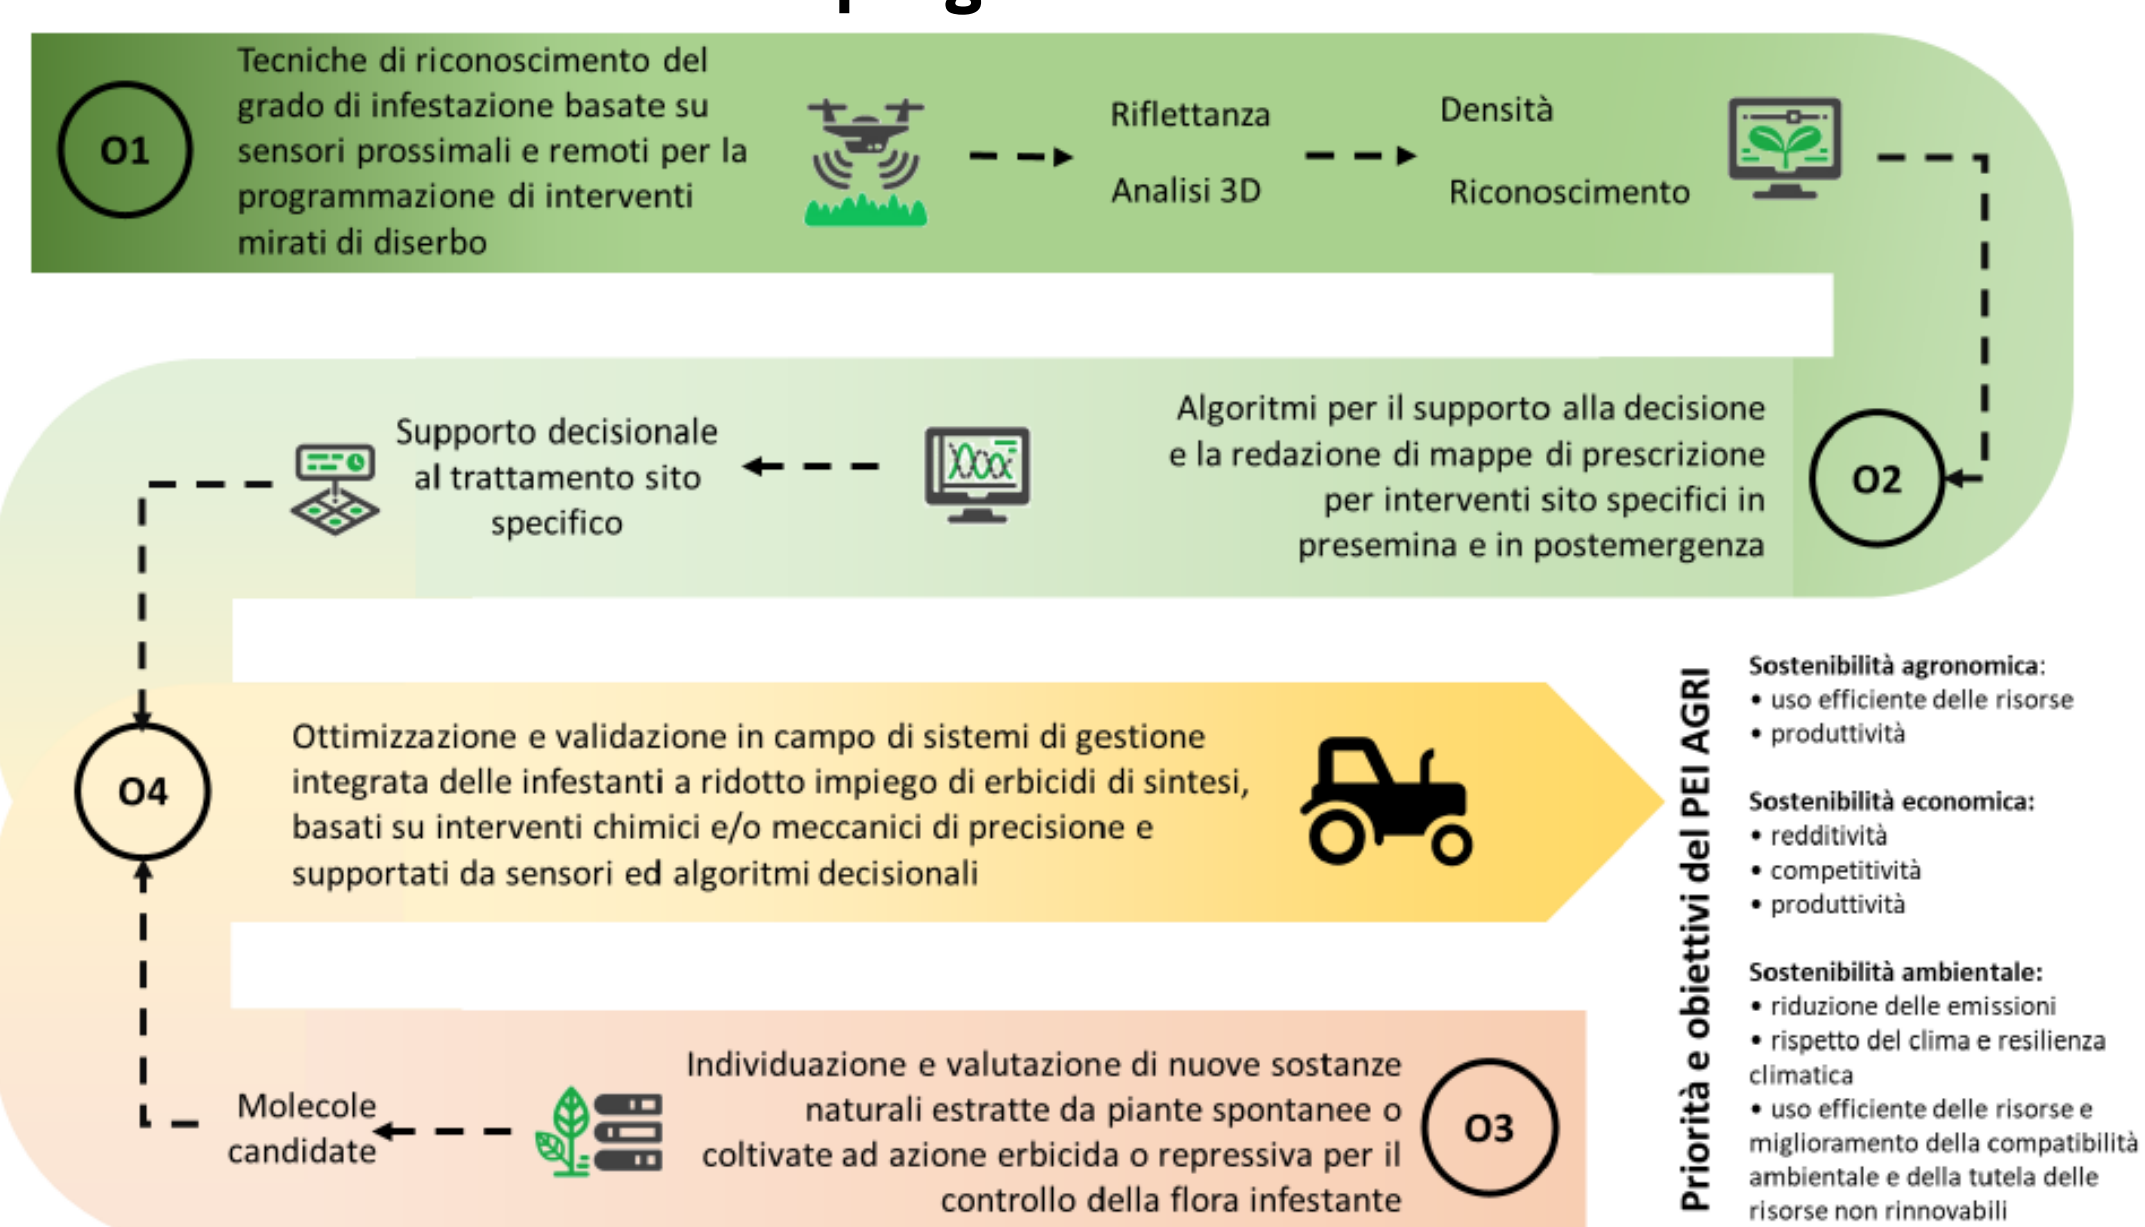 O1
Tecniche di riconoscimento del
grado di infestazione basate su
sensori prossimali e remoti per la
programmazione di interventi
mirati di diserbo
Riflettanza
Analisi 3D
Densità
Riconoscimento
O2
Algoritmi per il supporto alla decisione
e la redazione di mappe di prescrizione
per interventi sito specifici in
presemina e in postemergenza
Supporto decisionale
al trattamento sito
specifico
O4
Ottimizzazione e validazione in campo di sistemi di gestione
integrata delle infestanti a ridotto impiego di erbicidi di sintesi,
basati su interventi chimici e/o meccanici di precisione e
supportati da sensori ed algoritmi decisionali
O3
Individuazione e valutazione di nuove sostanze
naturali estratte da piante spontanee o
coltivate ad azione erbicida o repressiva per il
controllo della flora infestante
Molecole
candidate
Priorità e obiettivi del PEI AGRI
Sostenibilità agronomica:
• uso efficiente delle risorse
• produttività
Sostenibilità economica:
• redditività
• competitività
• produttività
Sostenibilità ambientale:
• riduzione delle emissioni
• rispetto del clima e resilienza
climatica
• uso efficiente delle risorse e
miglioramento della compatibilità
ambientale e della tutela delle
risorse non rinnovabili